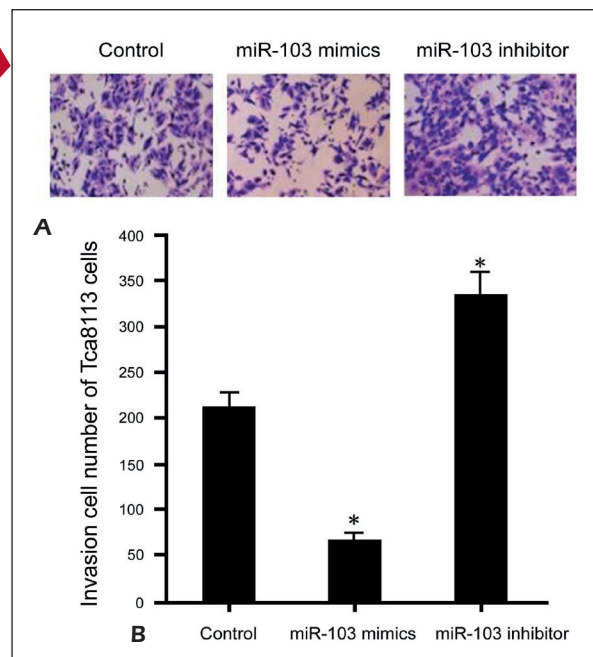 Control miR-103 mimics miR-103 inhibitor
A
400
350
300
250
200
150
100
50
0
Invasion cell number of Tca8113 cells
*
*
B
Control miR-103 mimics miR-103 inhibitor